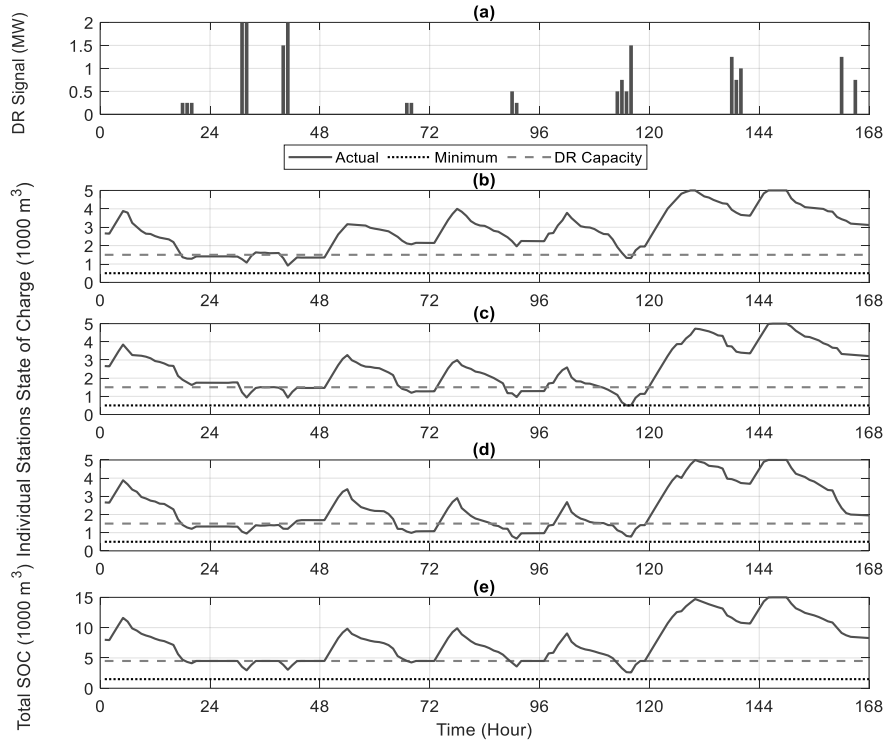 (a)
DR Signal (MW)
2
1.5
1
0.5
0
0 24 48 72 96 120 144 168
Actual Minimum DR Capacity
Individual Stations State of Charge (1000 m³)
(b)
5
4
3
2
1
0
0 24 48 72 96 120 144 168
(c)
5
4
3
2
1
0
0 24 48 72 96 120 144 168
(d)
5
4
3
2
1
0
0 24 48 72 96 120 144 168
(e)
Total SOC (1000 m³)
15
10
5
0
0 24 48 72 96 120 144 168
Time (Hour)